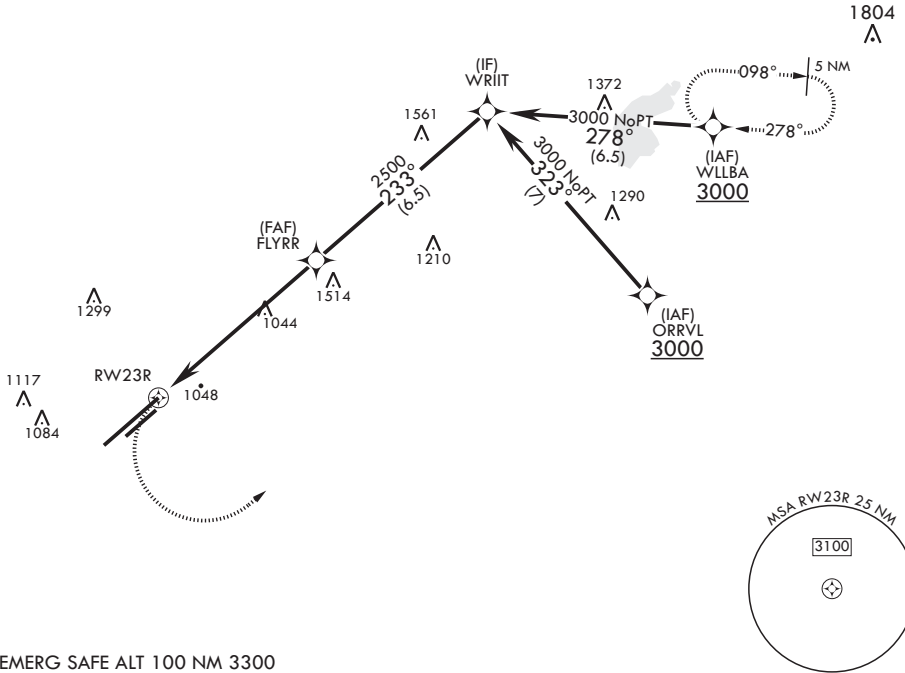 1804
(IF)
WRIIT
1372
098°
5 NM
1561
3000 NoPT
278°
(6.5)
278°
(IAF)
WLLBA
3000
2500
233°
(6.5)
3000 NoPT
323°
(7)
1290
(FAF)
FLYRR
1210
1514
1299
1044
(IAF)
ORRVL
3000
RW23R
1117
1048
1084
MSA RW23R 25 NM
3100
EMERG SAFE ALT 100 NM 3300